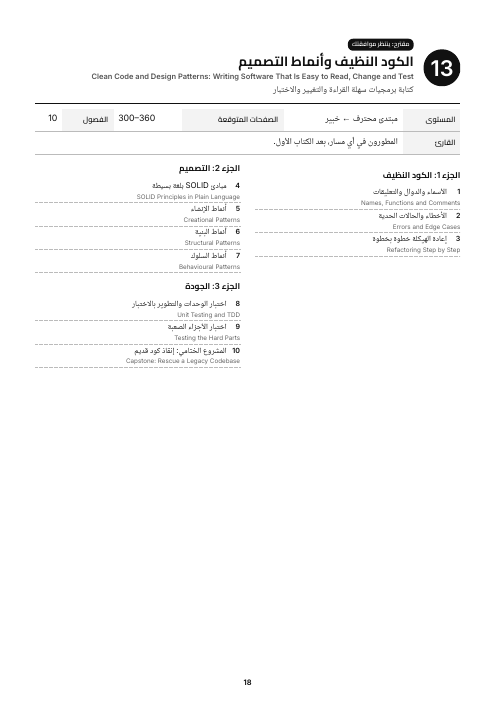 مقترح: ينتظر موافقتك
13
الكود النظيف وأنماط التصميم
Clean Code and Design Patterns: Writing Software That Is Easy to Read, Change and Test
كتابة برمجيات سهلة القراءة والتغيير والاختبار
المستوى مبتدئ محترف ← خبير الصفحات المتوقعة 300–360 الفصول 10
القارئ المطورون في أي مسار، بعد الكتاب الأول.
الجزء 1: الكود النظيف
1 الأسماء والدوال والتعليقات
Names, Functions and Comments
2 الأخطاء والحالات الحدية
Errors and Edge Cases
3 إعادة الهيكلة خطوة بخطوة
Refactoring Step by Step
الجزء 2: التصميم
4 مبادئ SOLID بلغة بسيطة
SOLID Principles in Plain Language
5 أنماط الإنشاء
Creational Patterns
6 أنماط البنية
Structural Patterns
7 أنماط السلوك
Behavioural Patterns
الجزء 3: الجودة
8 اختبار الوحدات والتطوير بالاختبار
Unit Testing and TDD
9 اختبار الأجزاء الصعبة
Testing the Hard Parts
10 المشروع الختامي: إنقاذ كود قديم
Capstone: Rescue a Legacy Codebase
18